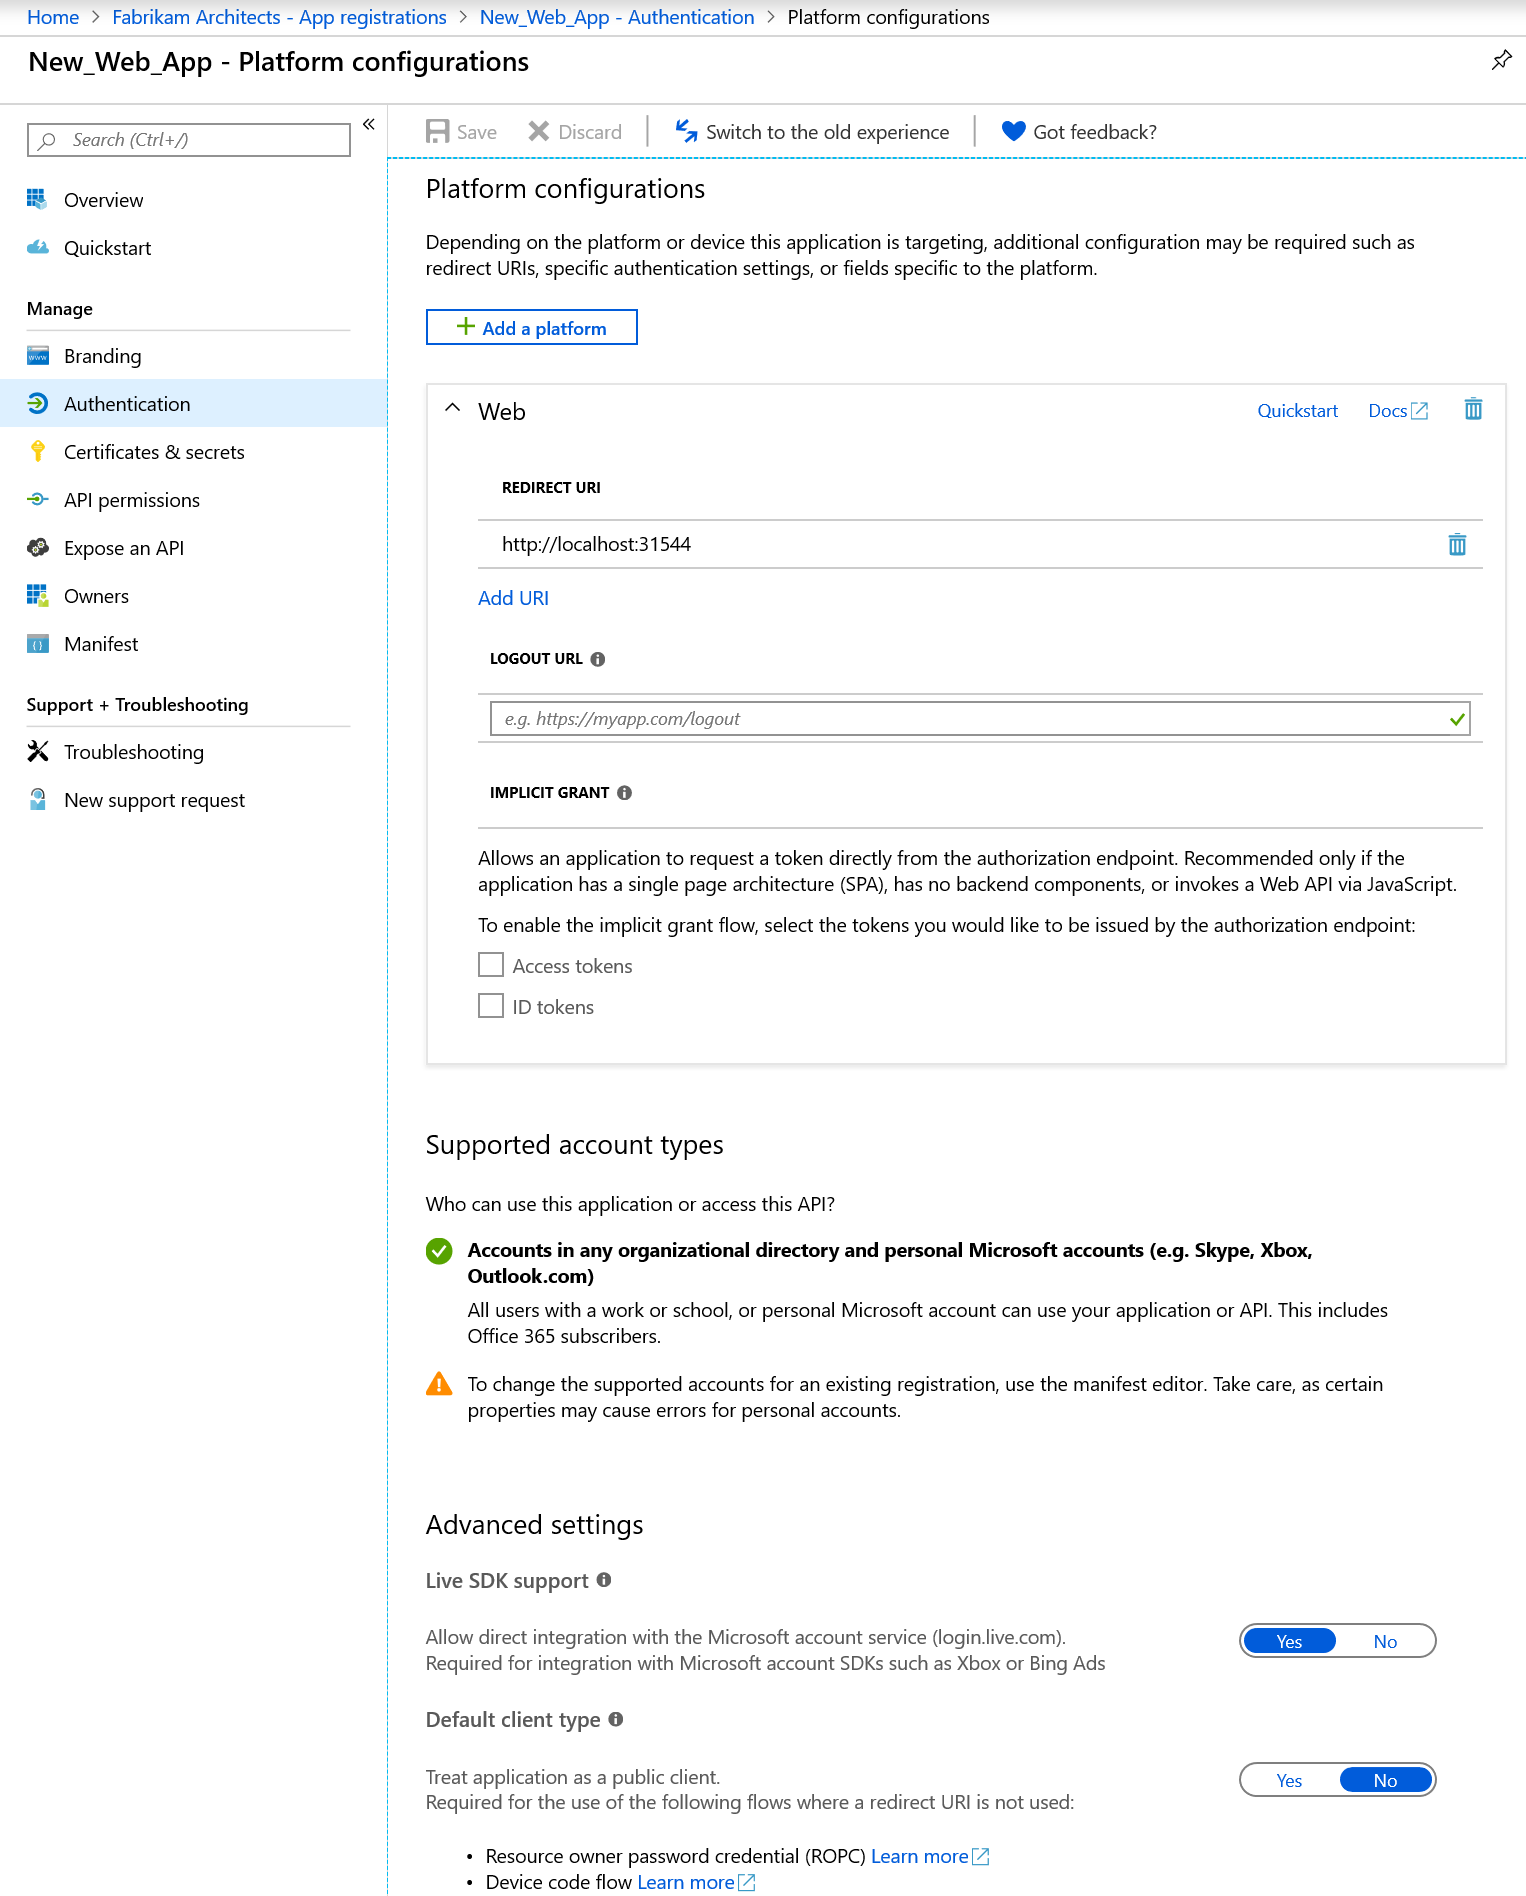 Home > Fabrikam Architects - App registrations > New_Web_App - Authentication > Platform configurations
New_Web_App - Platform configurations
Search (Ctrl+/)
«
Overview
Quickstart
Manage
Branding
Authentication
Certificates & secrets
API permissions
Expose an API
Owners
Manifest
Support + Troubleshooting
Troubleshooting
New support request
Save
Discard
Switch to the old experience
Got feedback?
Platform configurations
Depending on the platform or device this application is targeting, additional configuration may be required such as
redirect URIs, specific authentication settings, or fields specific to the platform.
+ Add a platform
Web
Quickstart
Docs
REDIRECT URI
http://localhost:31544
Add URI
LOGOUT URL
e.g. https://myapp.com/logout
IMPLICIT GRANT
Allows an application to request a token directly from the authorization endpoint. Recommended only if the
application has a single page architecture (SPA), has no backend components, or invokes a Web API via JavaScript.
To enable the implicit grant flow, select the tokens you would like to be issued by the authorization endpoint:
Access tokens
ID tokens
Supported account types
Who can use this application or access this API?
Accounts in any organizational directory and personal Microsoft accounts (e.g. Skype, Xbox,
Outlook.com)
All users with a work or school, or personal Microsoft account can use your application or API. This includes
Office 365 subscribers.
To change the supported accounts for an existing registration, use the manifest editor. Take care, as certain
properties may cause errors for personal accounts.
Advanced settings
Live SDK support
Allow direct integration with the Microsoft account service (login.live.com).
Required for integration with Microsoft account SDKs such as Xbox or Bing Ads
Yes No
Default client type
Treat application as a public client.
Required for the use of the following flows where a redirect URI is not used:
Yes No
• Resource owner password credential (ROPC) Learn more
• Device code flow Learn more